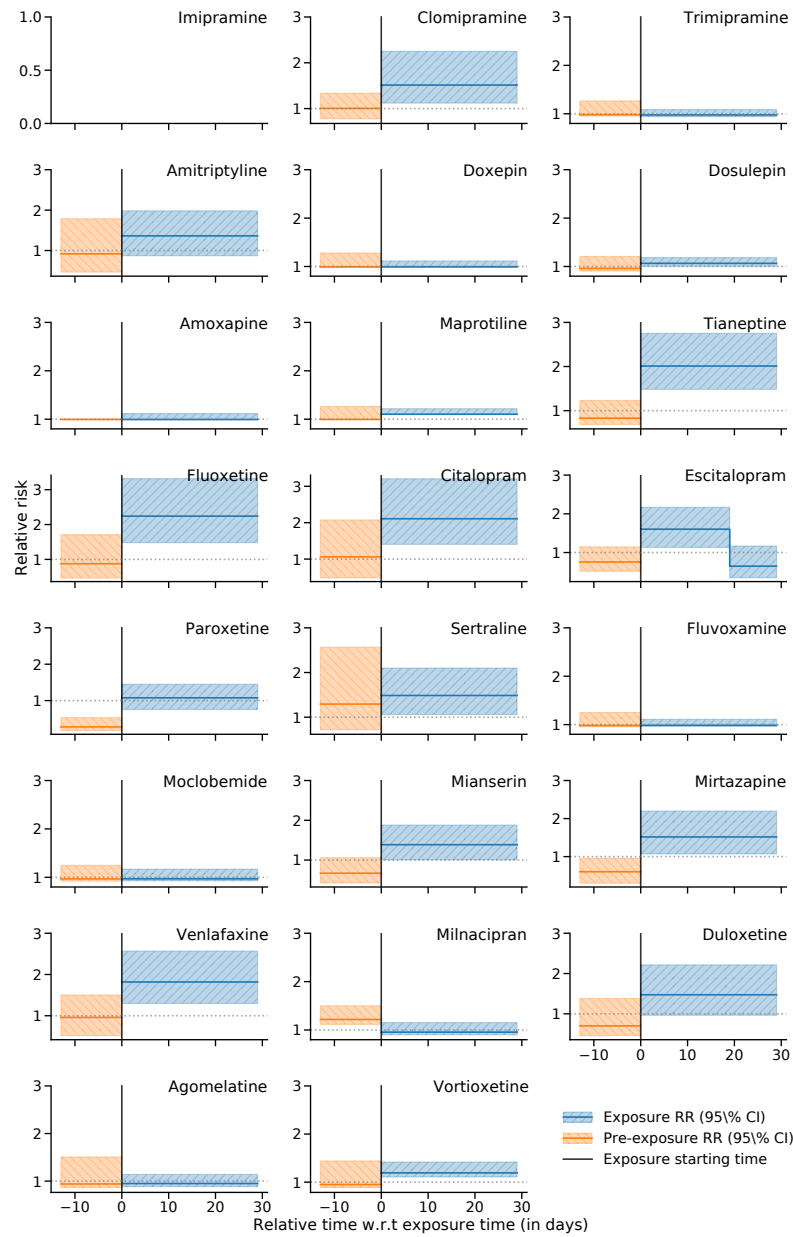 Imipramine
1.0
0.5
0.0
−10 0 10 20 30
Clomipramine
3
2
1
Trimipramine
3
2
1
Amitriptyline
3
2
1
Doxepin
3
2
1
Dosulepin
3
2
1
Amoxapine
3
2
1
Maprotiline
3
2
1
Tianeptine
3
2
1
Relative risk
Fluoxetine
3
2
1
Citalopram
3
2
1
Escitalopram
3
2
1
Paroxetine
3
2
1
Sertraline
3
2
1
Fluvoxamine
3
2
1
Moclobemide
3
2
1
Mianserin
3
2
1
Mirtazapine
3
2
1
Venlafaxine
3
2
1
Milnacipran
3
2
1
Duloxetine
3
2
1
−10 0 10 20 30
Agomelatine
3
2
1
−10 0 10 20 30
Vortioxetine
3
2
1
−10 0 10 20 30
Exposure RR (95\% CI)
Pre-exposure RR (95\% CI)
Exposure starting time
Relative time w.r.t exposure time (in days)